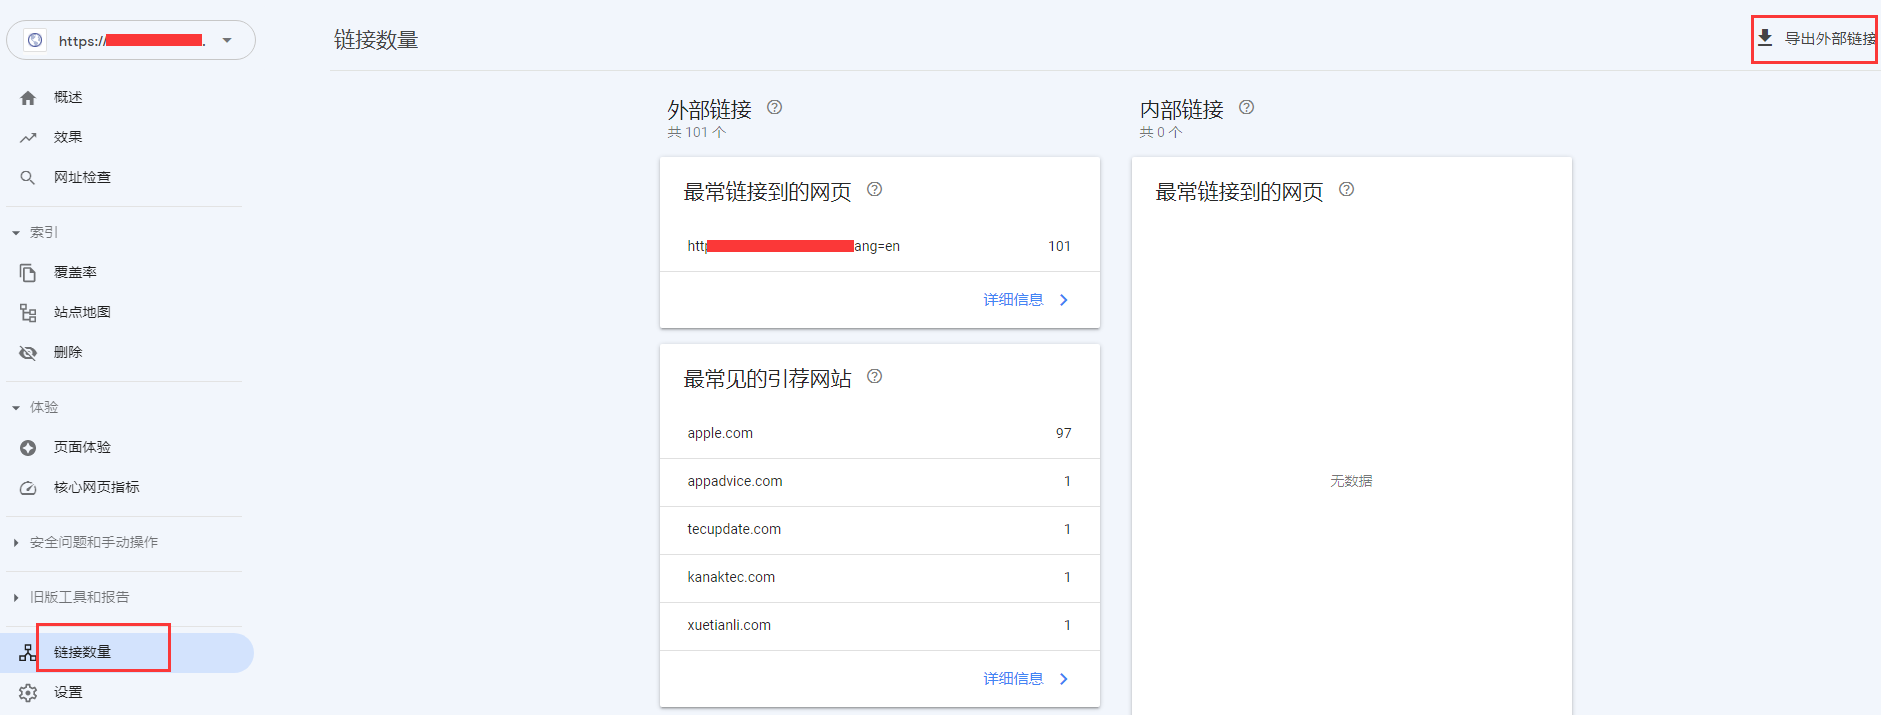 https://
.
概述
效果
网址检查
索引
覆盖率
站点地图
删除
体验
页面体验
核心网页指标
安全问题和手动操作
旧版工具和报告
链接数量
设置
链接数量
导出外部链接
外部链接
共 101 个
最常链接到的网页
http ang=en 101
详细信息
最常见的引荐网站
apple.com 97
appadvice.com 1
tecupdate.com 1
kanaktec.com 1
xuetianli.com 1
详细信息
内部链接
共 0 个
最常链接到的网页
无数据